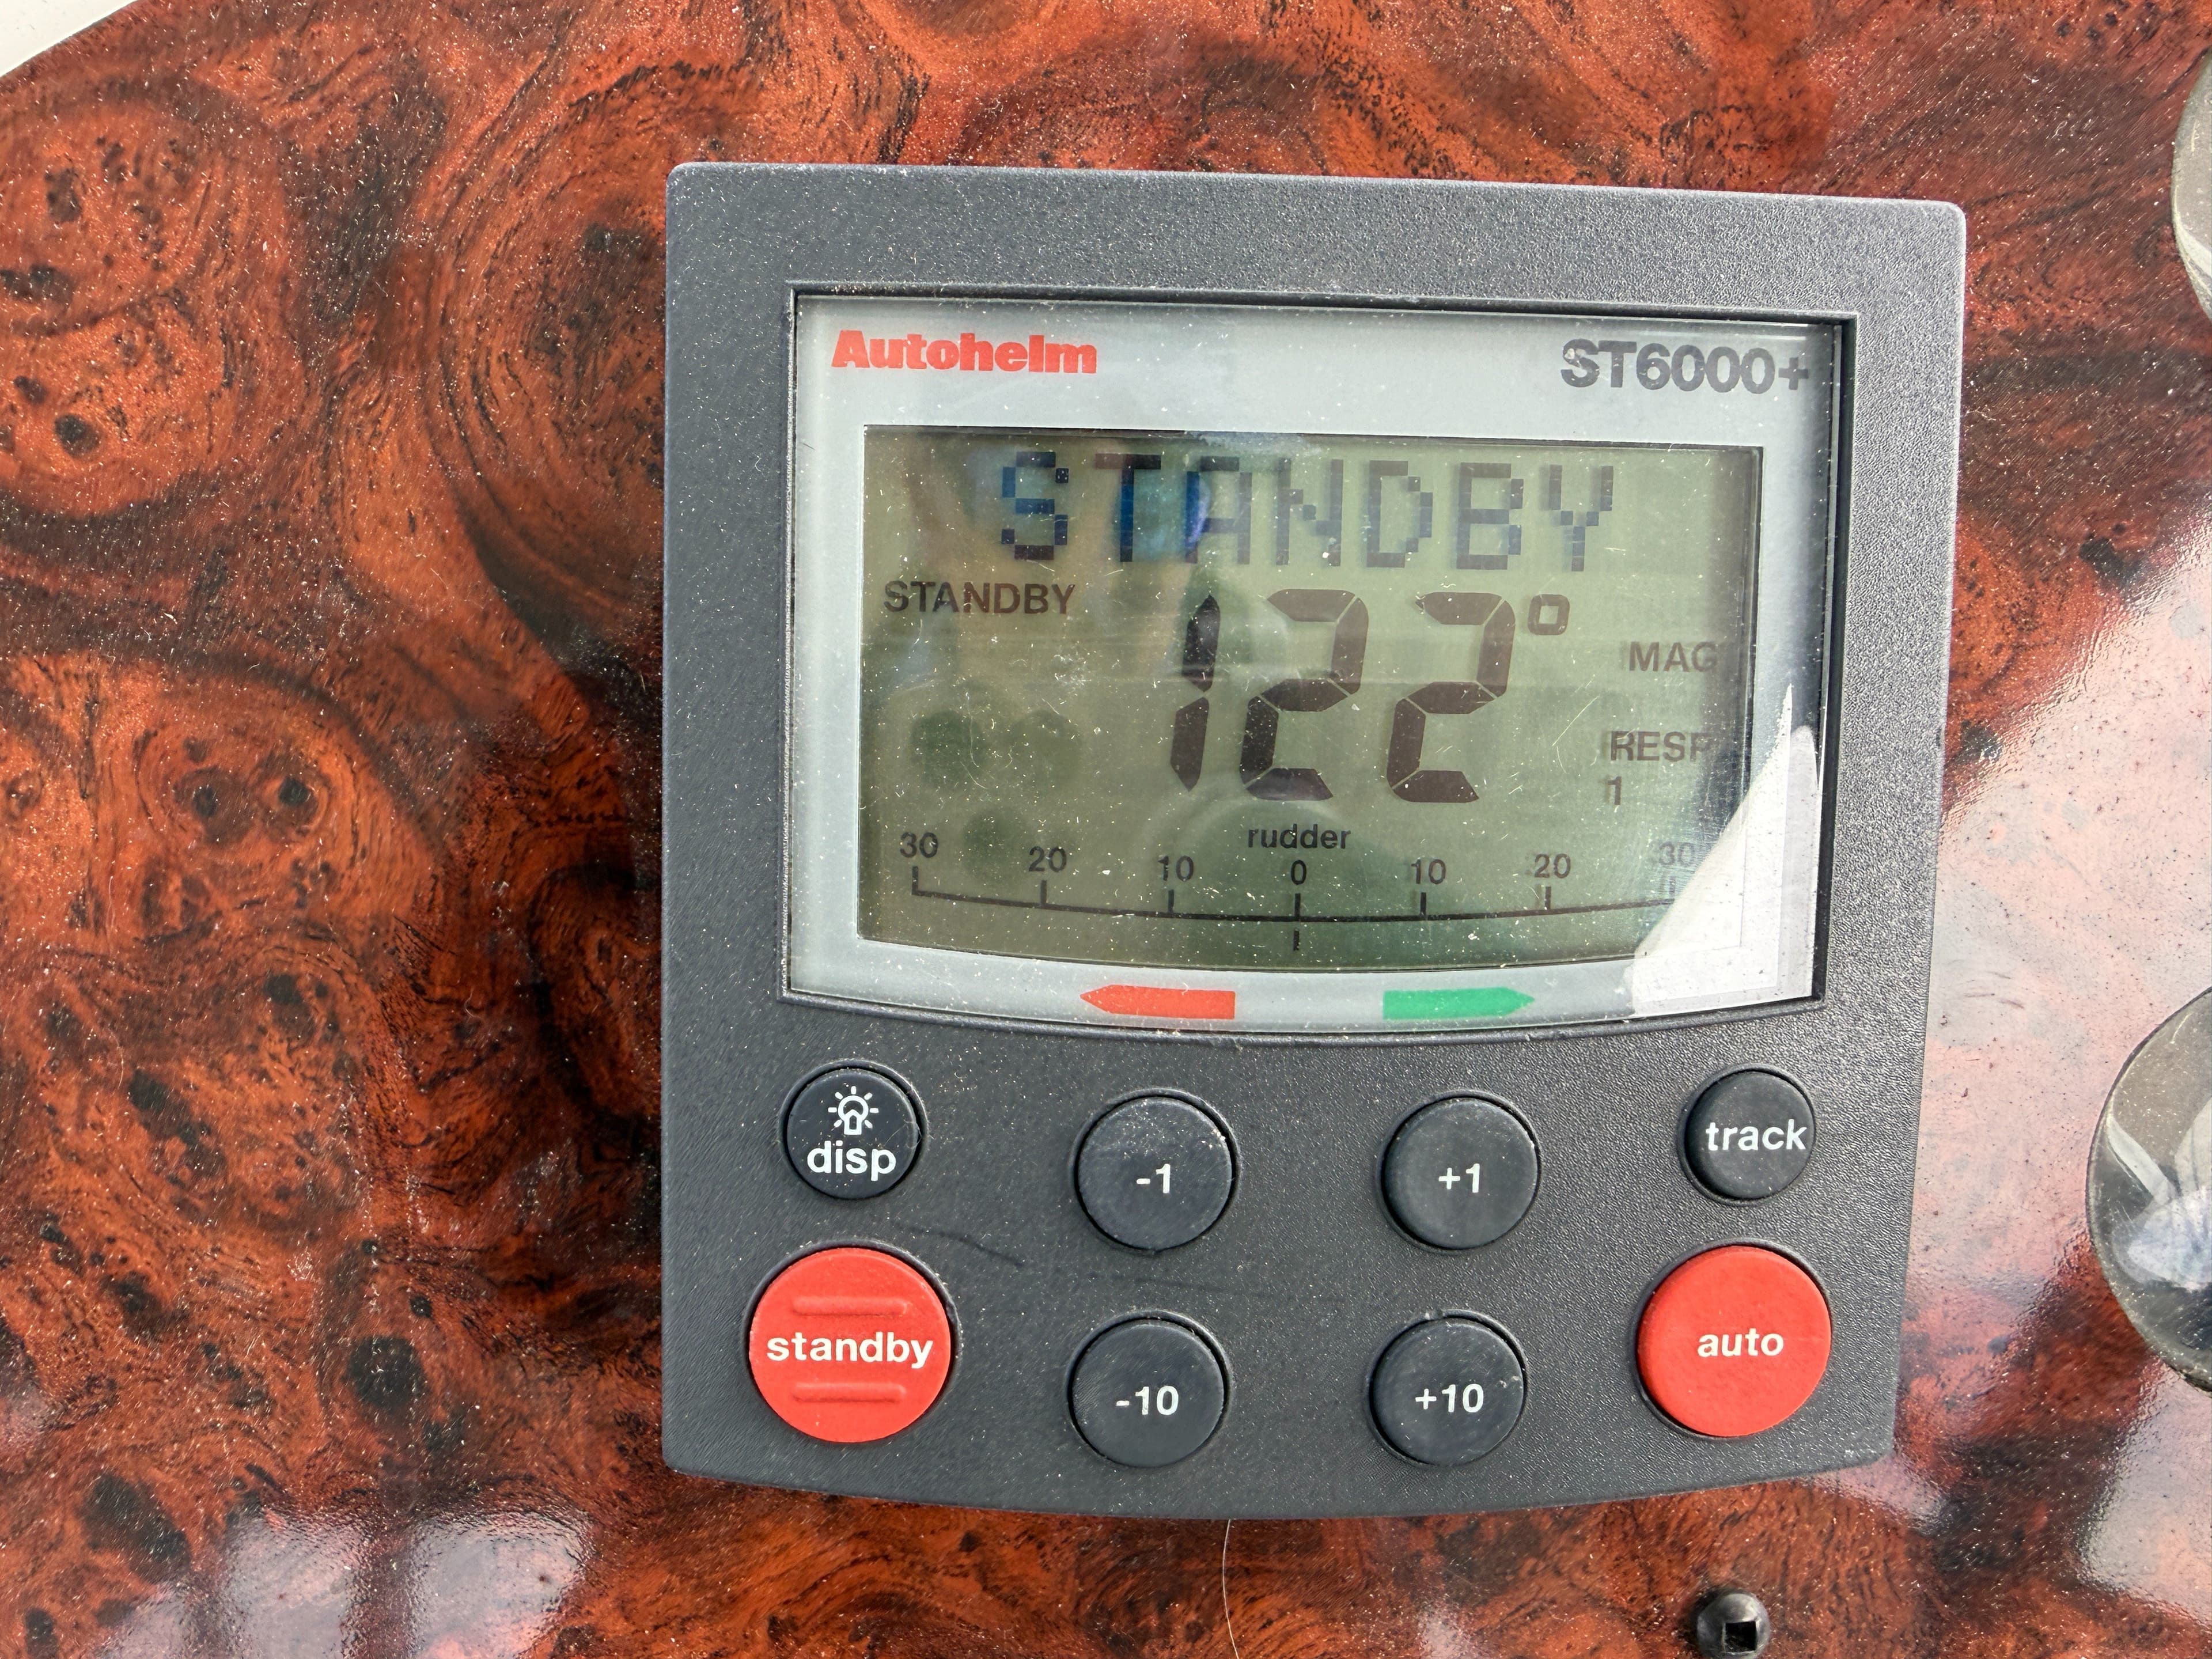 Autohelm ST6000+
STANDBY
STANDBY 122°
MAG
RESP
1
rudder
30 20 10 0 10 20 30
disp -1 +1 track
standby -10 +10 auto